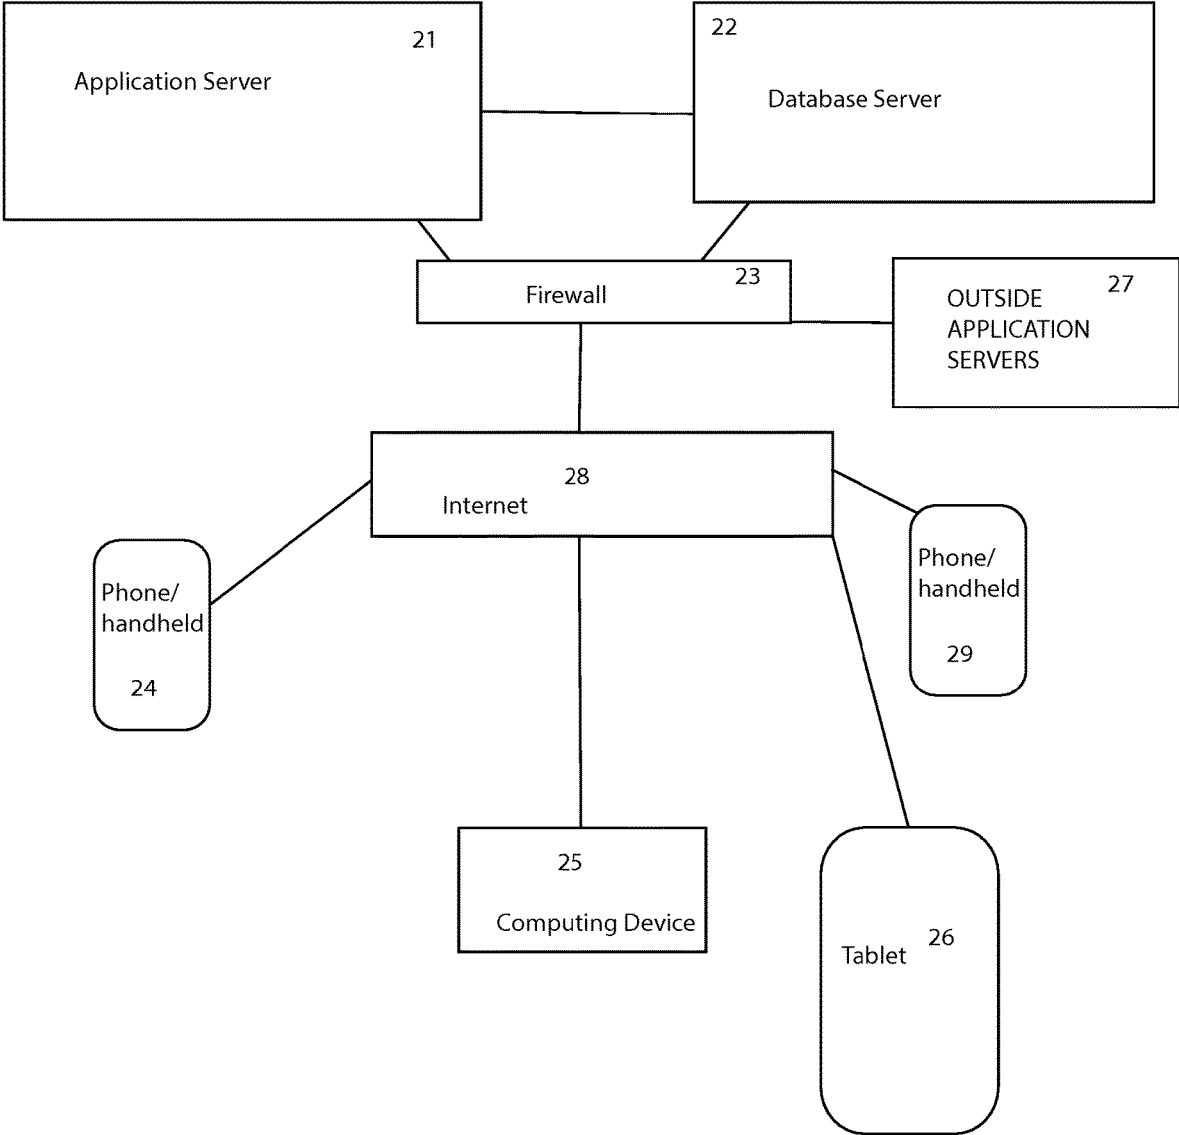 21
Application Server
22
Database Server
23
Firewall
27
OUTSIDE
APPLICATION
SERVERS
28
Internet
Phone/
handheld
24
Phone/
handheld
29
25
Computing Device
26
Tablet